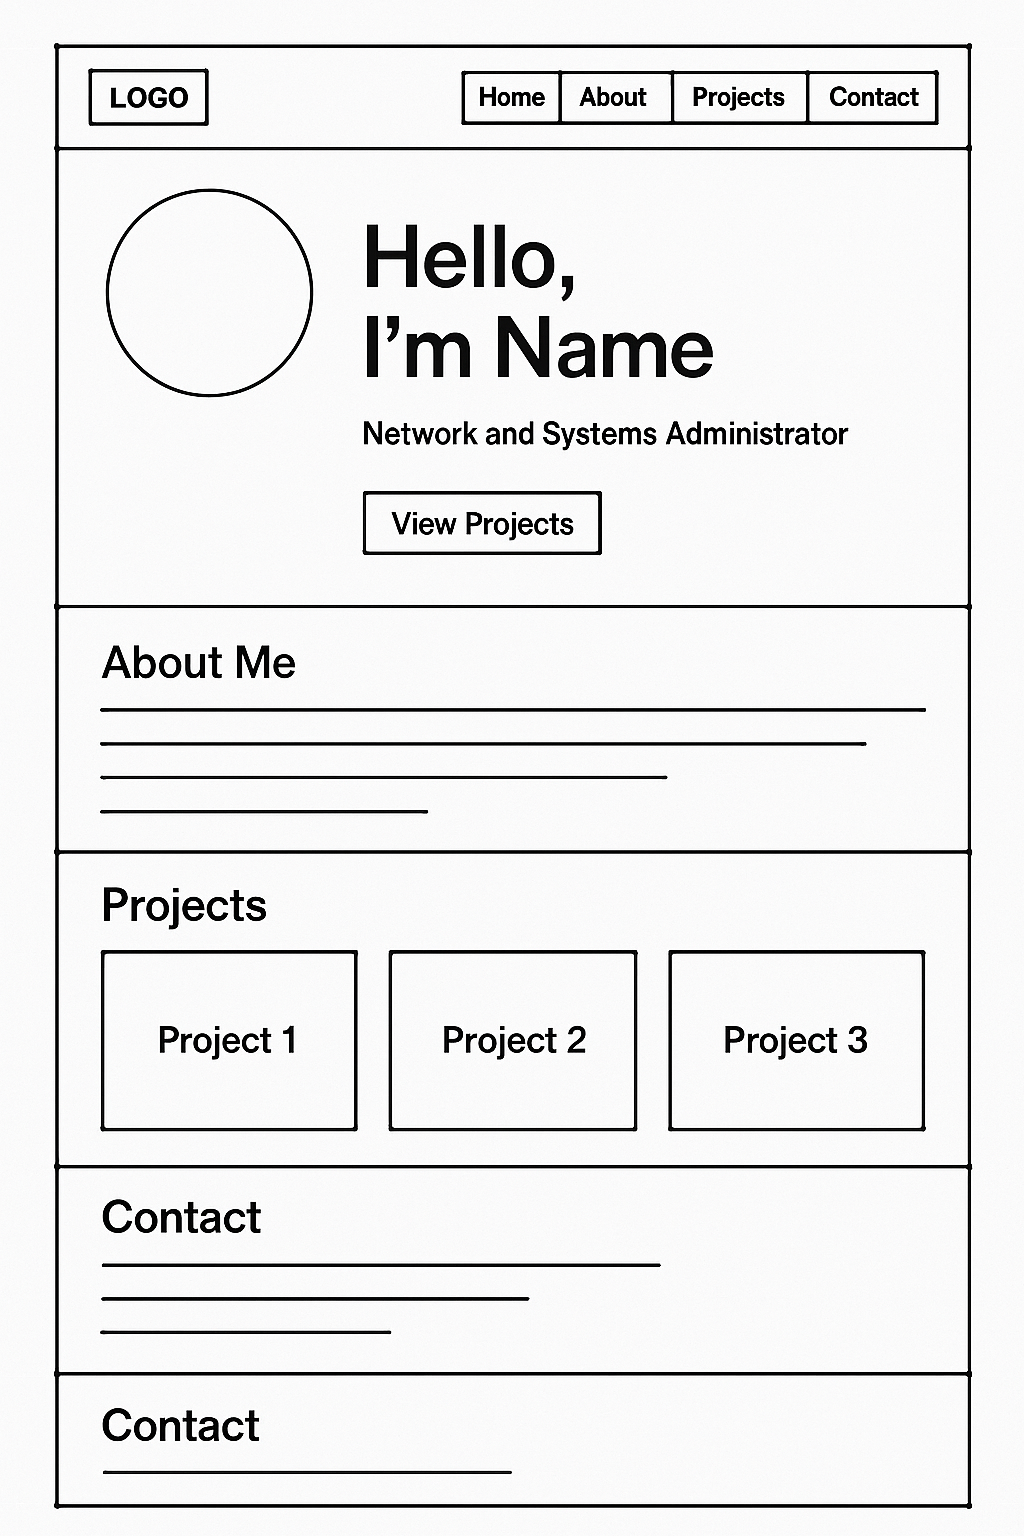 LOGO
Home About Projects Contact
Hello,
I’m Name
Network and Systems Administrator
View Projects
About Me
Projects
Project 1 Project 2 Project 3
Contact
Contact